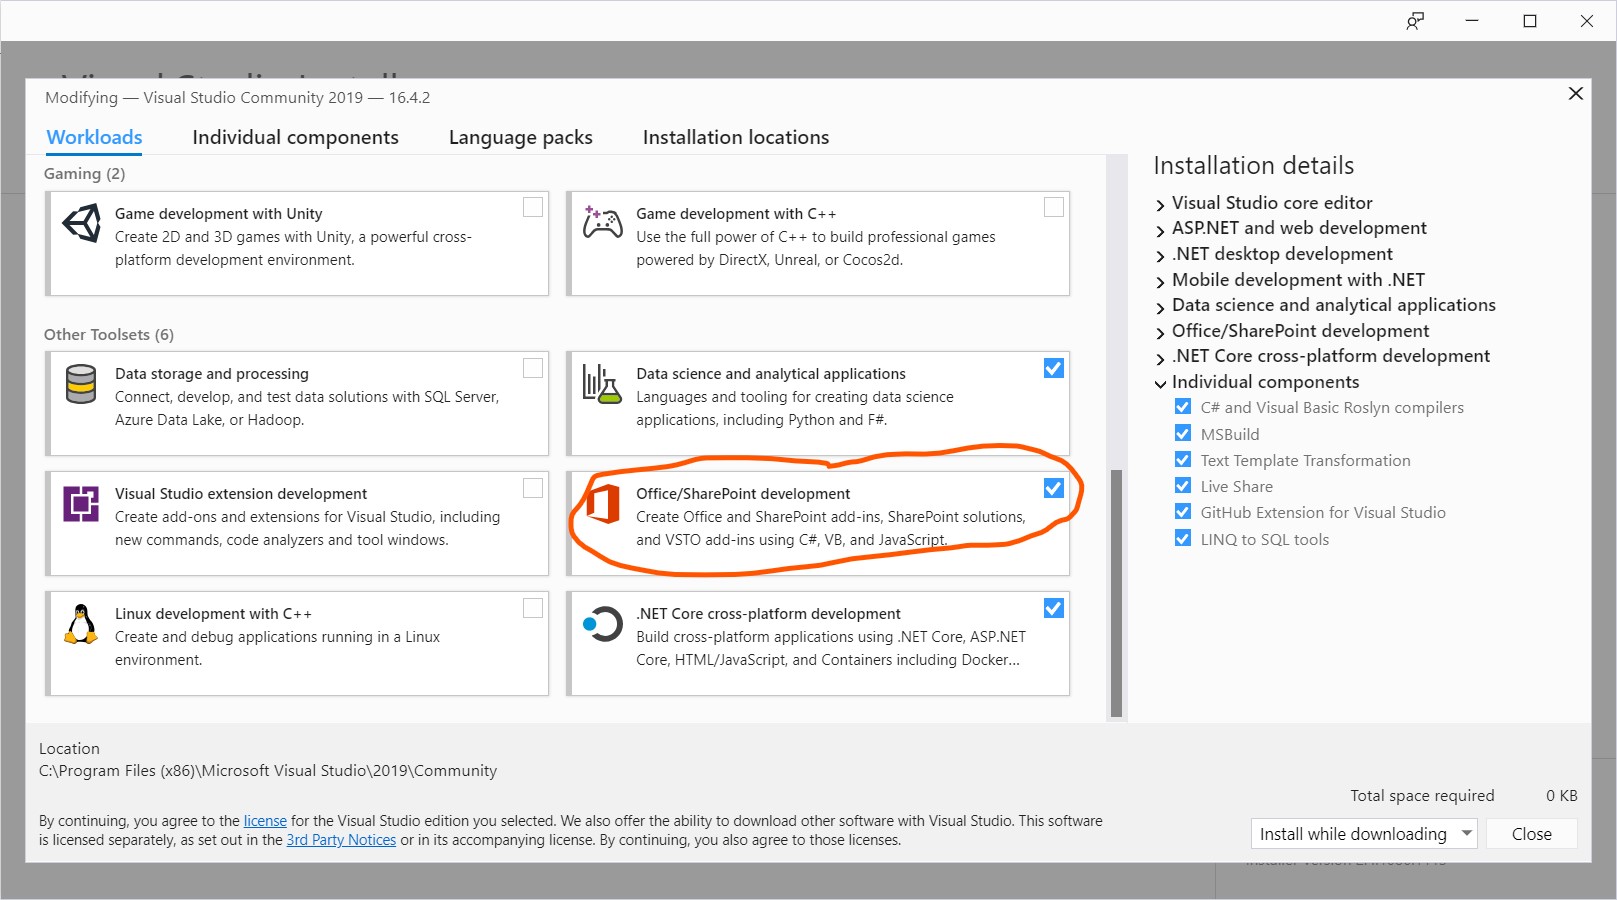 Modifying — Visual Studio Community 2019 — 16.4.2
Workloads
Individual components
Language packs
Installation locations
Gaming (2)
Game development with Unity
Create 2D and 3D games with Unity, a powerful cross-
platform development environment.
Game development with C++
Use the full power of C++ to build professional games
powered by DirectX, Unreal, or Cocos2d.
Other Toolsets (6)
Data storage and processing
Connect, develop, and test data solutions with SQL Server,
Azure Data Lake, or Hadoop.
Data science and analytical applications
Languages and tooling for creating data science
applications, including Python and F#.
Visual Studio extension development
Create add-ons and extensions for Visual Studio, including
new commands, code analyzers and tool windows.
Office/SharePoint development
Create Office and SharePoint add-ins, SharePoint solutions,
and VSTO add-ins using C#, VB, and JavaScript.
Linux development with C++
Create and debug applications running in a Linux
environment.
.NET Core cross-platform development
Build cross-platform applications using .NET Core, ASP.NET
Core, HTML/JavaScript, and Containers including Docker...
Installation details
Visual Studio core editor
ASP.NET and web development
.NET desktop development
Mobile development with .NET
Data science and analytical applications
Office/SharePoint development
.NET Core cross-platform development
Individual components
C# and Visual Basic Roslyn compilers
MSBuild
Text Template Transformation
Live Share
GitHub Extension for Visual Studio
LINQ to SQL tools
Location
C:\Program Files (x86)\Microsoft Visual Studio\2019\Community
Total space required 0 KB
By continuing, you agree to the license for the Visual Studio edition you selected. We also offer the ability to download other software with Visual Studio. This software
is licensed separately, as set out in the 3rd Party Notices or in its accompanying license. By continuing, you also agree to those licenses.
Install while downloading
Close